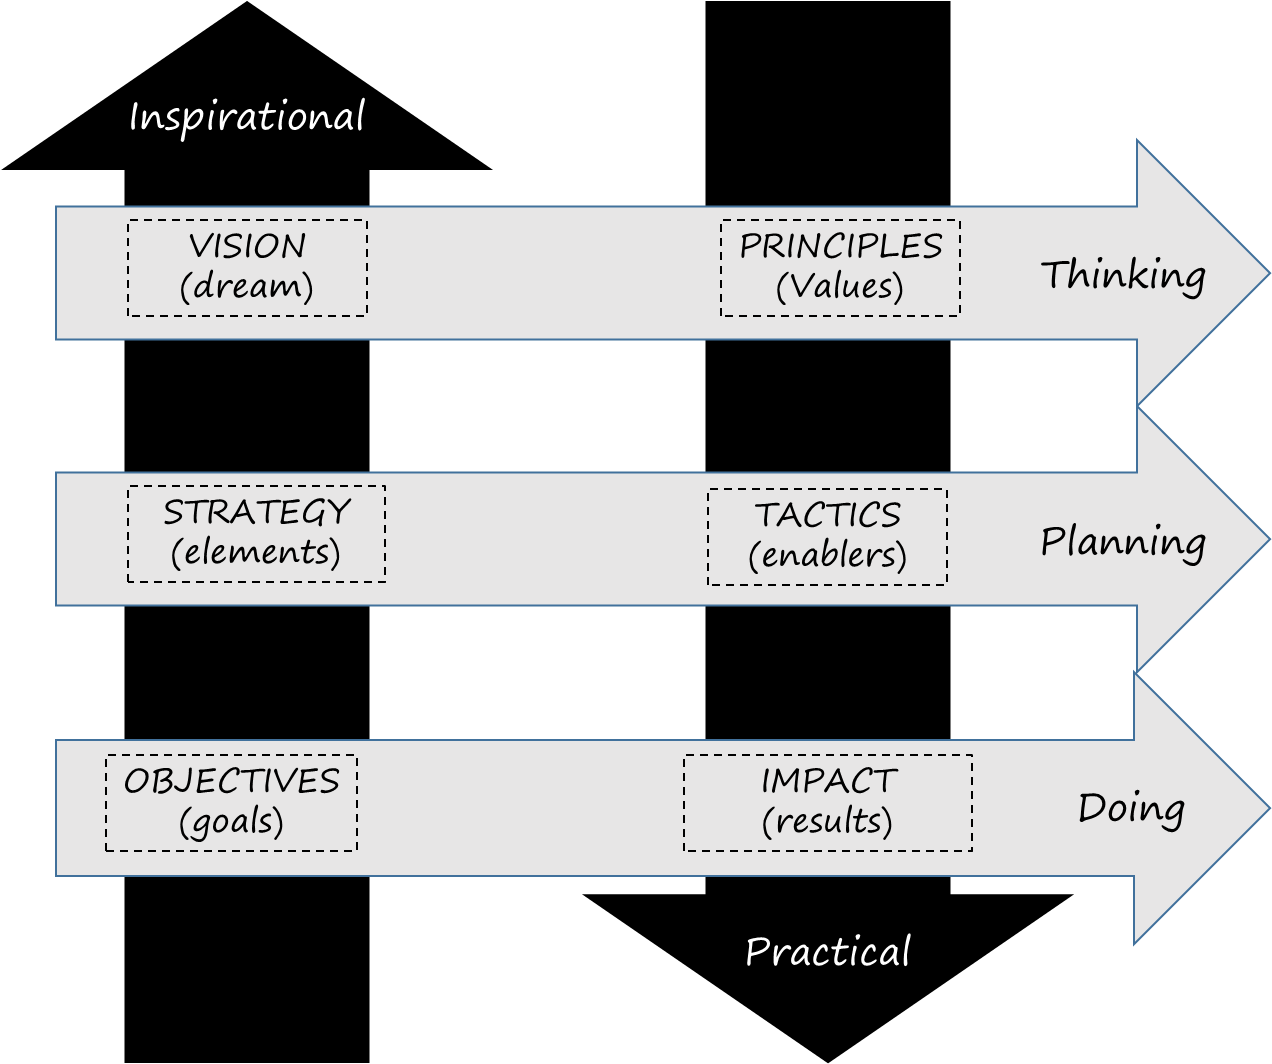 Inspirational
VISION
(dream)
PRINCIPLES
(Values)
Thinking
STRATEGY
(elements)
TACTICS
(enablers)
Planning
OBJECTIVES
(goals)
IMPACT
(results)
Doing
Practical